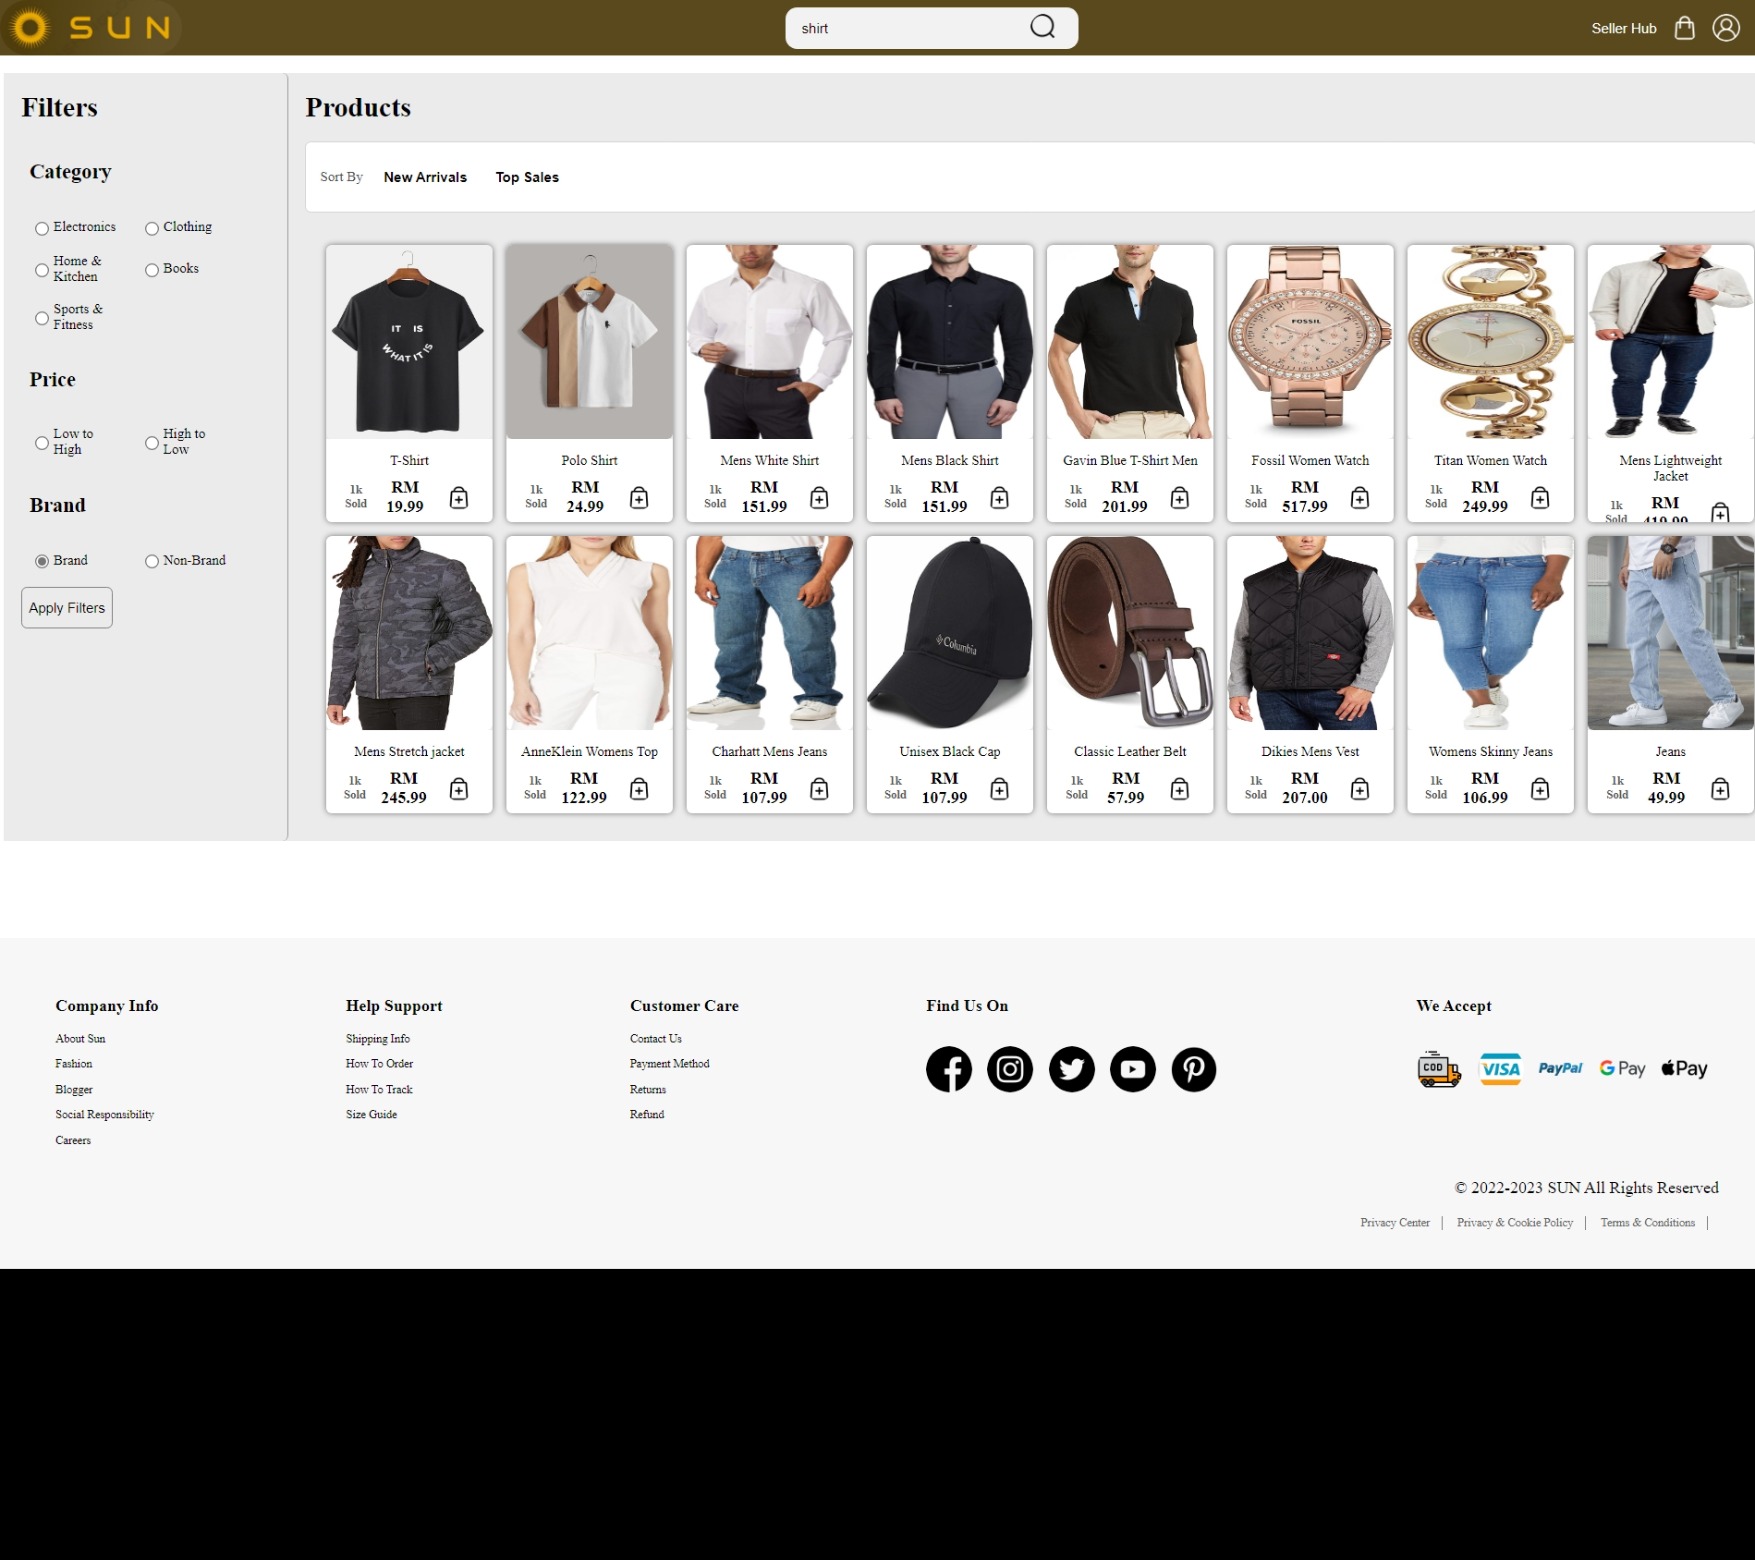 SUN
shirt
Seller Hub
Filters
Category
Electronics
Clothing
Home &
Kitchen
Books
Sports &
Fitness
Price
Low to
High
High to
Low
Brand
Brand
Non-Brand
Apply Filters
Products
Sort By
New Arrivals
Top Sales
IT IS
WHAT IT IS
FOSSIL
T-Shirt
1k
Sold
RM
19.99
Polo Shirt
1k
Sold
RM
24.99
Mens White Shirt
1k
Sold
RM
151.99
Mens Black Shirt
1k
Sold
RM
151.99
Gavin Blue T-Shirt Men
1k
Sold
RM
201.99
Fossil Women Watch
1k
Sold
RM
517.99
Titan Women Watch
1k
Sold
RM
249.99
Mens Lightweight
Jacket
1k
Sold
RM
419.99
Columbia
Mens Stretch jacket
1k
Sold
RM
245.99
AnneKlein Womens Top
1k
Sold
RM
122.99
Charhatt Mens Jeans
1k
Sold
RM
107.99
Unisex Black Cap
1k
Sold
RM
107.99
Classic Leather Belt
1k
Sold
RM
57.99
Dikies Mens Vest
1k
Sold
RM
207.00
Womens Skinny Jeans
1k
Sold
RM
106.99
Jeans
1k
Sold
RM
49.99
Company Info
About Sun
Fashion
Blogger
Social Responsibility
Careers
Help Support
Shipping Info
How To Order
How To Track
Size Guide
Customer Care
Contact Us
Payment Method
Returns
Refund
Find Us On
We Accept
COD
VISA
PayPal
G Pay
Pay
© 2022-2023 SUN All Rights Reserved
Privacy Center |
Privacy & Cookie Policy |
Terms & Conditions |